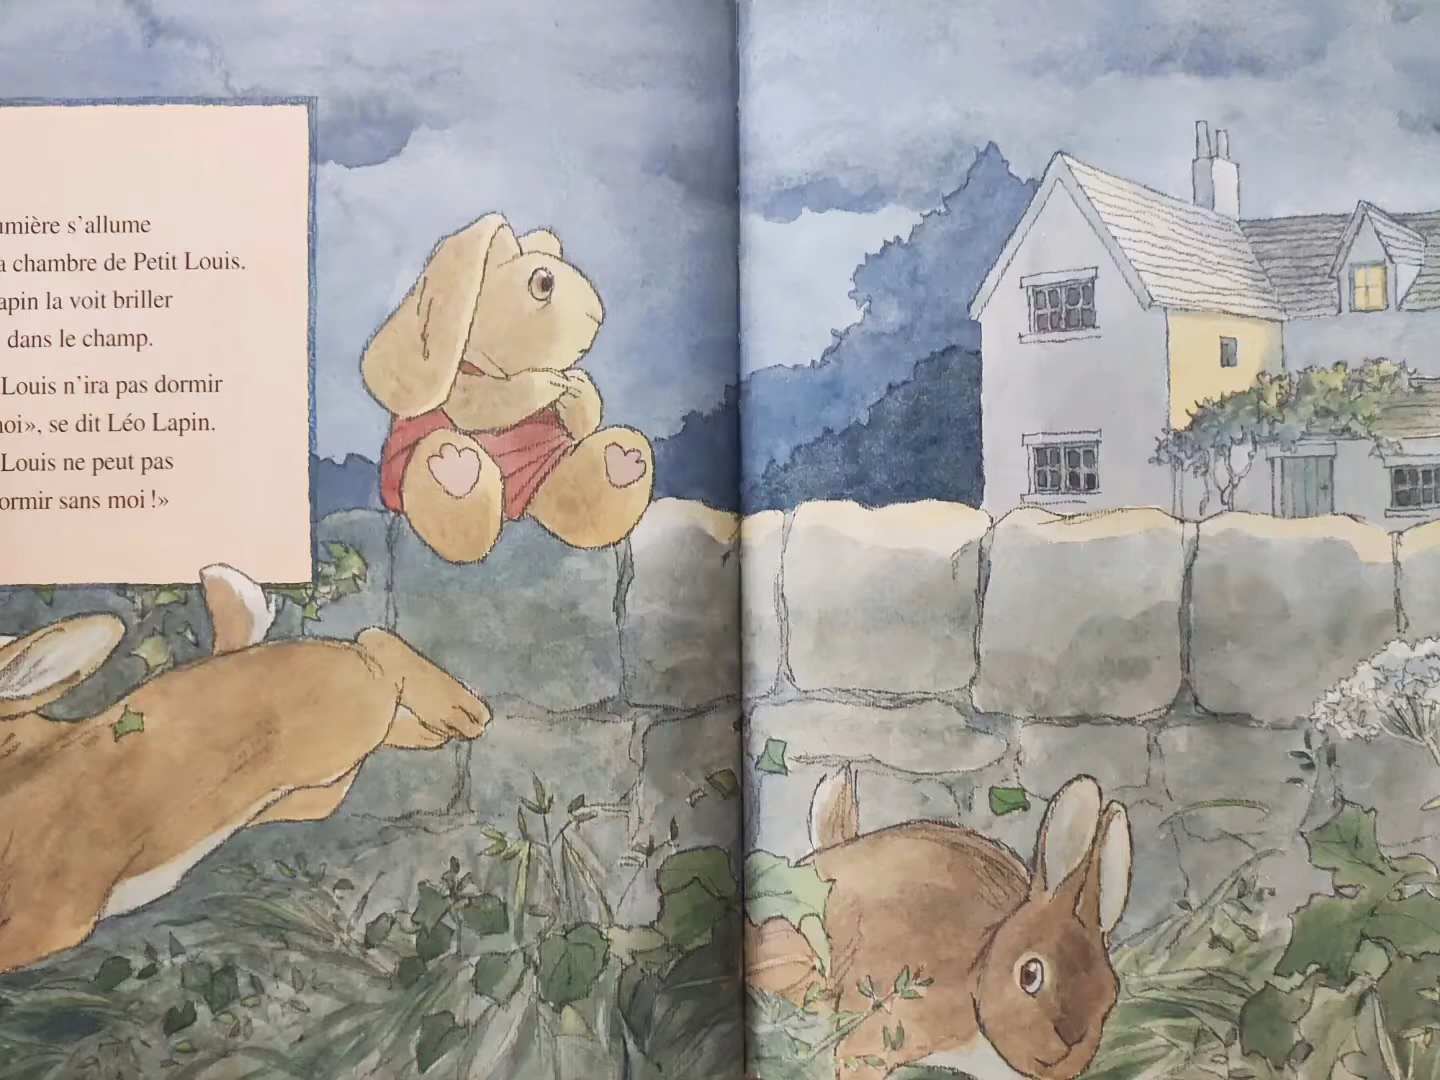 umière s'allume
a chambre de Petit Louis.
apin la voit briller
dans le champ.
Louis n'ira pas dormir
noi», se dit Léo Lapin.
Louis ne peut pas
ormir sans moi !»